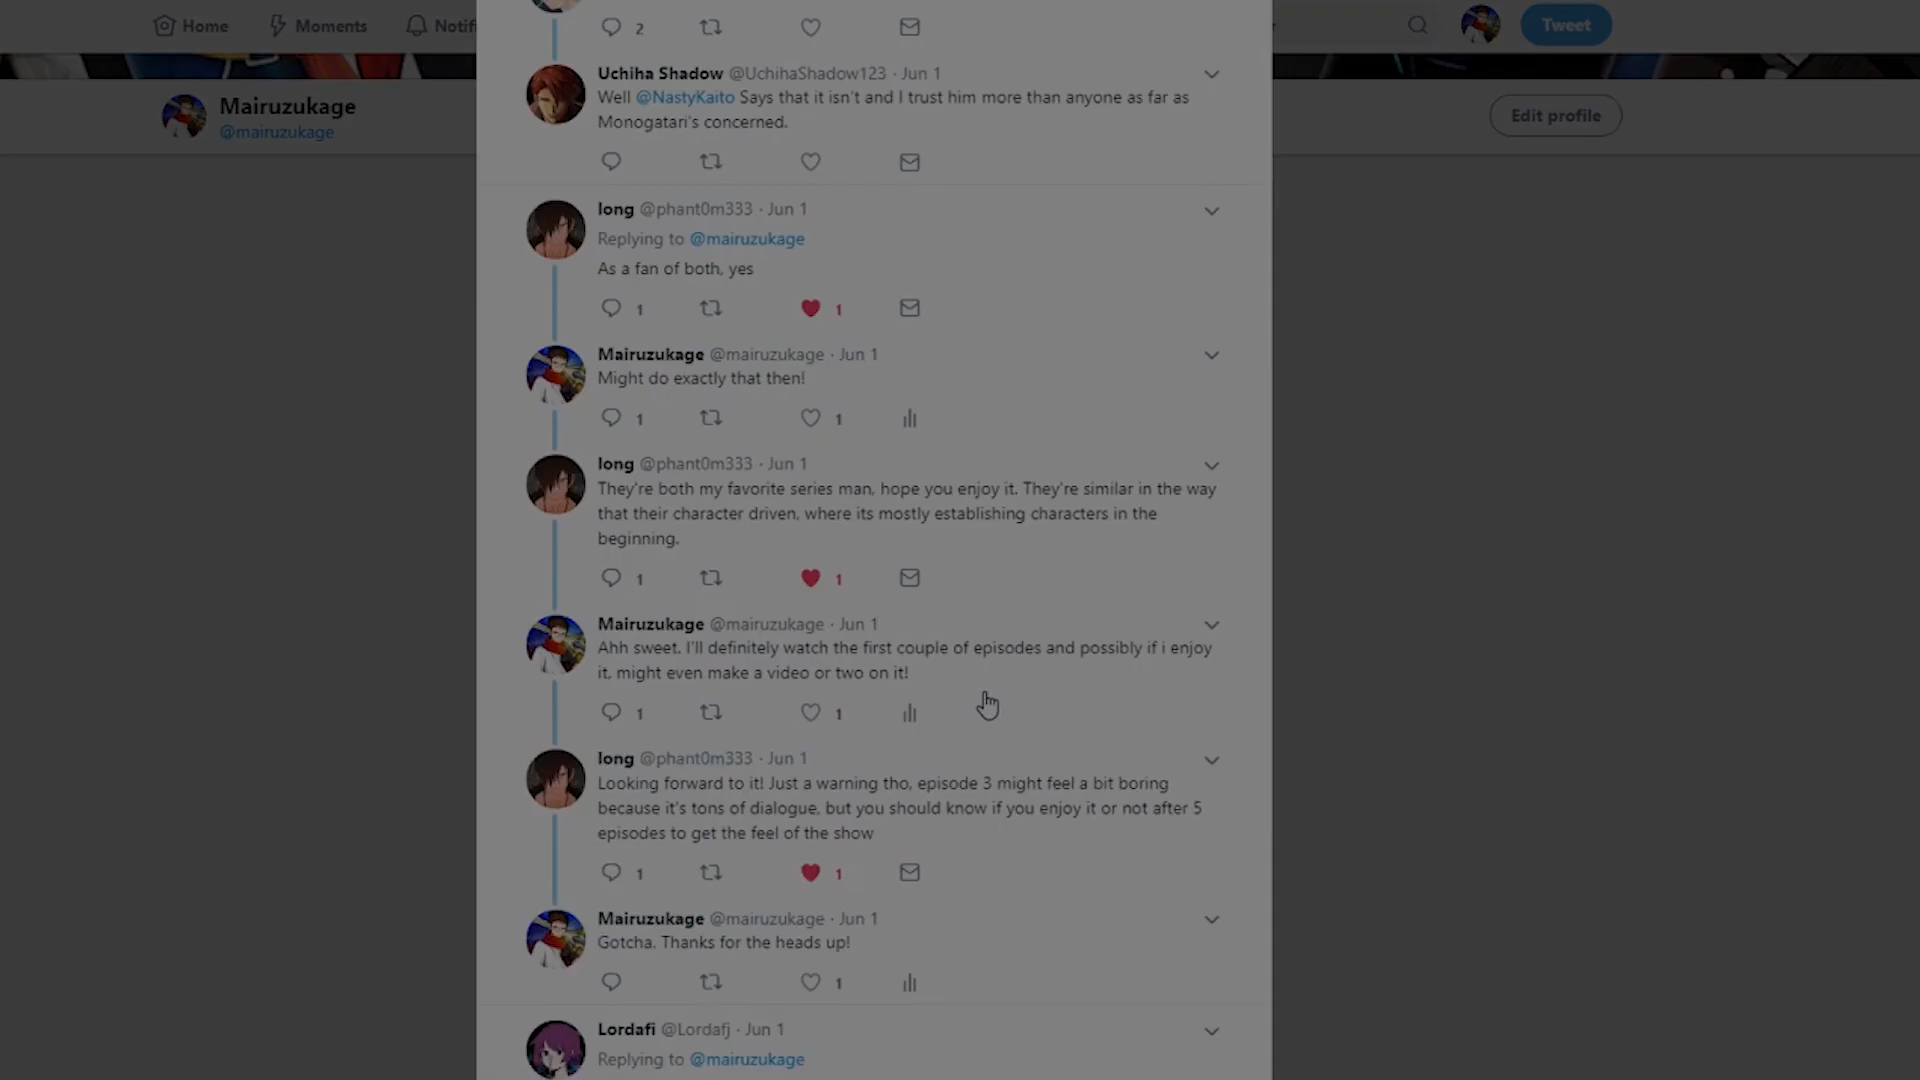 Home Moments Notifi Tweet
Mairuzukage
@mairuzukage
Edit profile
2
Uchiha Shadow @UchihaShadow123 · Jun 1
Well @NastyKaito Says that it isn't and I trust him more than anyone as far as
Monogatari's concerned.
long @phant0m333 · Jun 1
Replying to @mairuzukage
As a fan of both, yes
1 1
Mairuzukage @mairuzukage · Jun 1
Might do exactly that then!
1 1
long @phant0m333 · Jun 1
They're both my favorite series man, hope you enjoy it. They're similar in the way
that their character driven, where its mostly establishing characters in the
beginning.
1 1
Mairuzukage @mairuzukage · Jun 1
Ahh sweet. I'll definitely watch the first couple of episodes and possibly if i enjoy
it, might even make a video or two on it!
1 1
long @phant0m333 · Jun 1
Looking forward to it! Just a warning tho, episode 3 might feel a bit boring
because it's tons of dialogue, but you should know if you enjoy it or not after 5
episodes to get the feel of the show
1 1
Mairuzukage @mairuzukage · Jun 1
Gotcha. Thanks for the heads up!
1
Lordafi @Lordafj · Jun 1
Replying to @mairuzukage